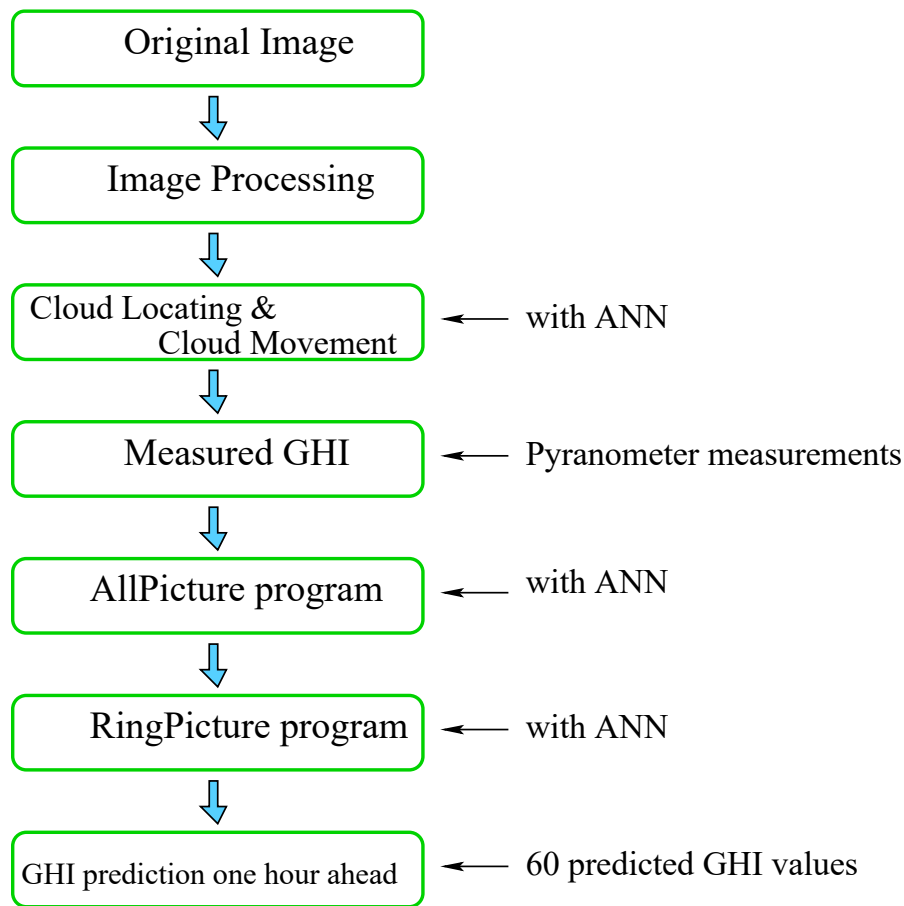 Original Image
Image Processing
Cloud Locating &
Cloud Movement
with ANN
Measured GHI
Pyranometer measurements
AllPicture program
with ANN
RingPicture program
with ANN
GHI prediction one hour ahead
60 predicted GHI values